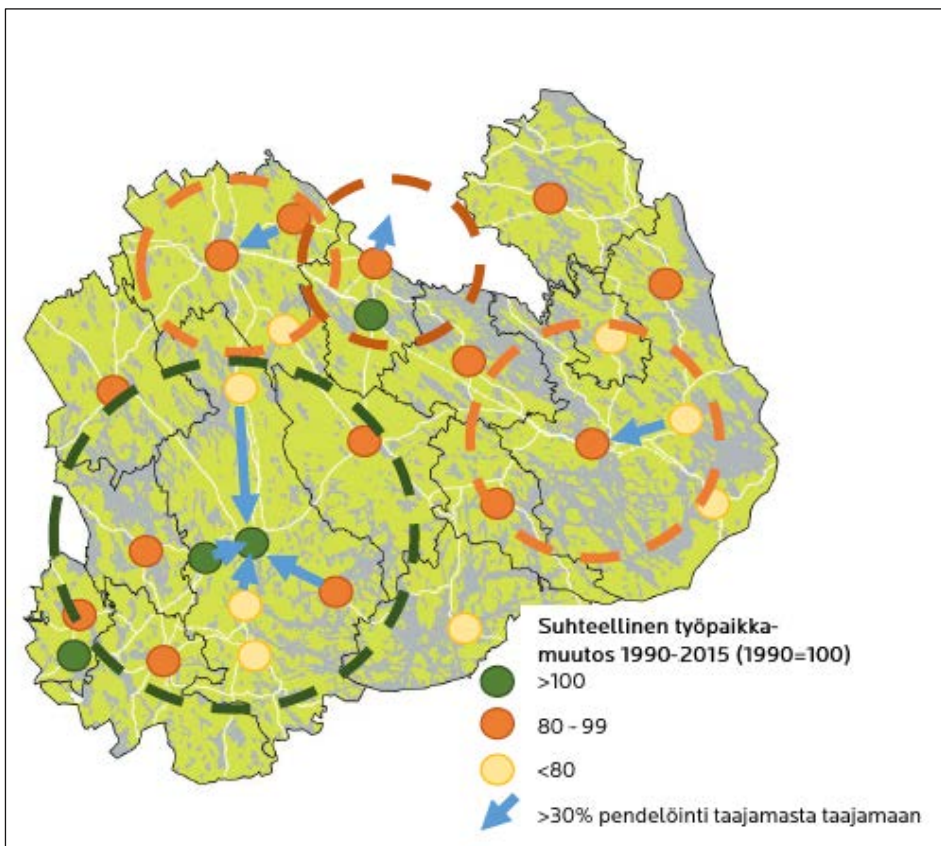 Suhteellinen työpaikka-
muutos 1990-2015 (1990=100)
>100
80 - 99
<80
>30% pendelöinti taajamasta taajamaan